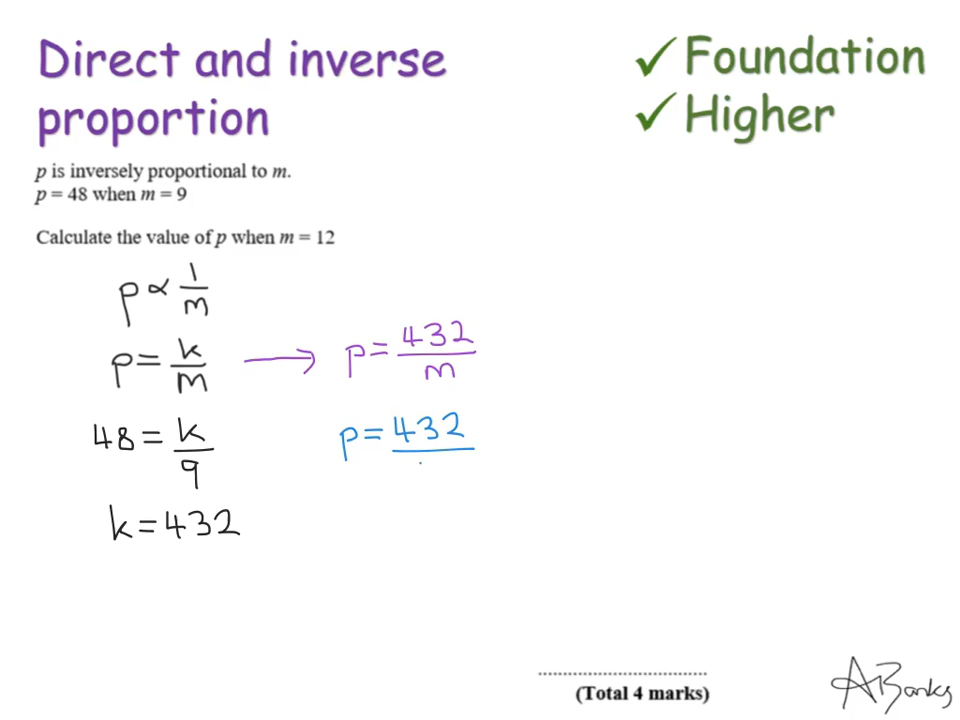 Direct and inverse proportion
✓ Foundation
✓ Higher
p is inversely proportional to m.
p = 48 when m = 9
Calculate the value of p when m = 12
p ∝ 1/m
p = k/m → p = 432/m
48 = k/9
p = 432
k = 432
(Total 4 marks)
A Banks